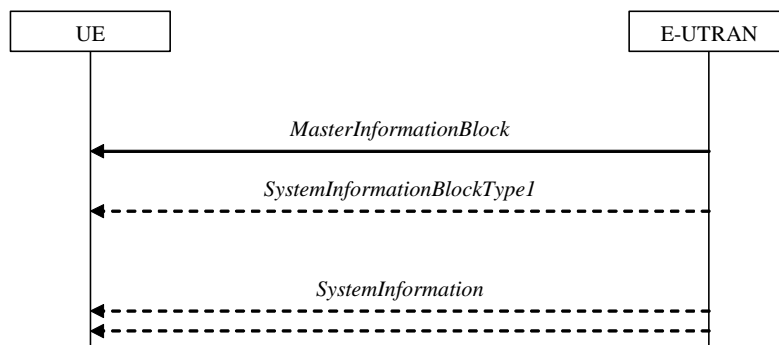 UE
E-UTRAN
MasterInformationBlock
SystemInformationBlockType1
SystemInformation